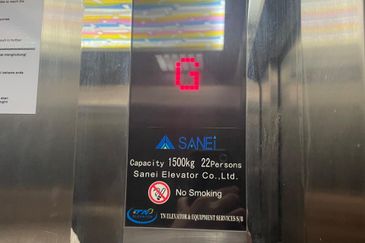 G
SANEI
Capacity 1500kg 22Persons
Sanei Elevator Co.,Ltd.
No Smoking
TN ELEVATOR & EQUIPMENT SERVICES S/B